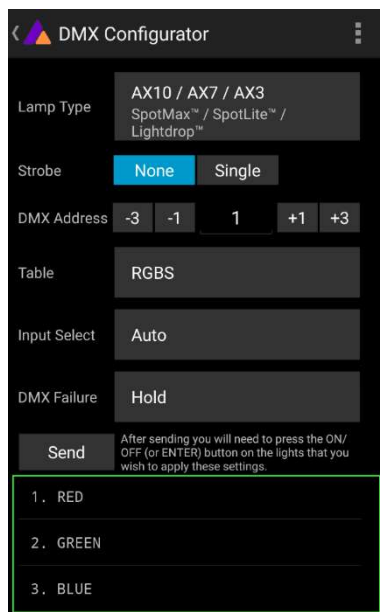 DMX Configurator
Lamp Type
AX10 / AX7 / AX3
SpotMax™ / SpotLite™ /
Lightdrop™
Strobe None Single
DMX Address -3 -1 1 +1 +3
Table RGBS
Input Select Auto
DMX Failure Hold
Send
After sending you will need to press the ON/
OFF (or ENTER) button on the lights that you
wish to apply these settings.
1. RED
2. GREEN
3. BLUE